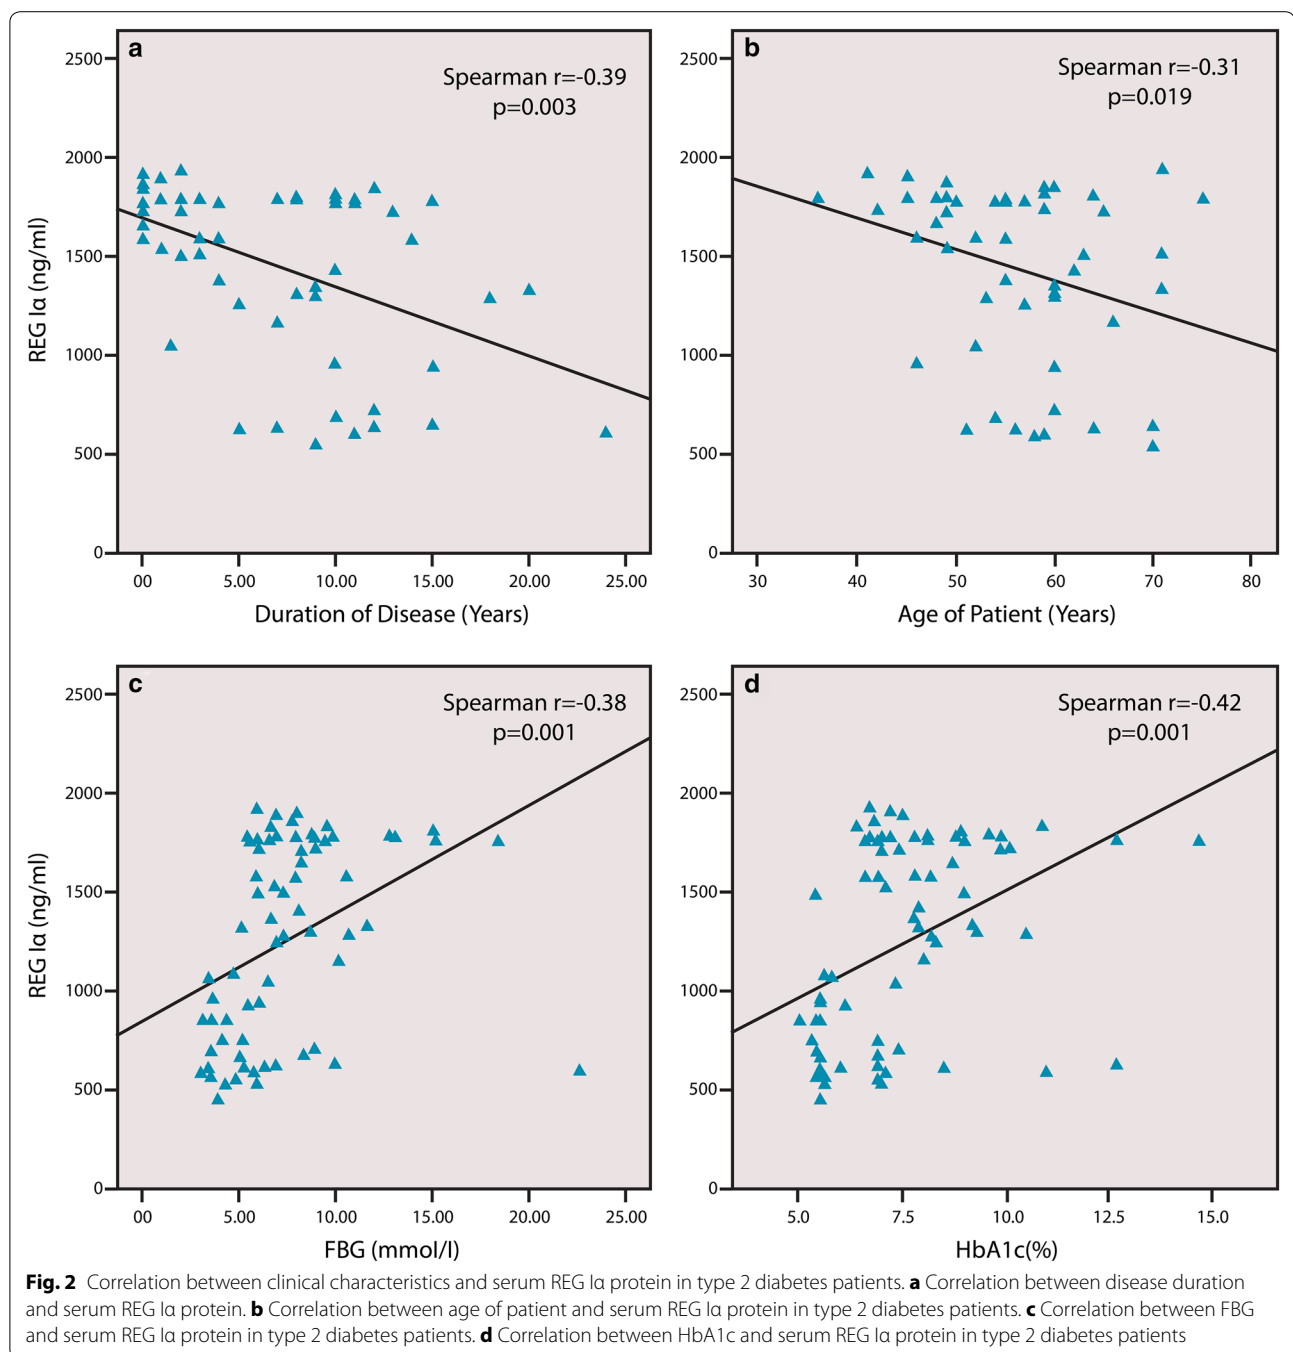 a
Spearman r=-0.39
p=0.003
REG Iα (ng/ml)
2500
2000
1500
1000
500
0
00 5.00 10.00 15.00 20.00 25.00
Duration of Disease (Years)
b
Spearman r=-0.31
p=0.019
2500
2000
1500
1000
500
0
30 40 50 60 70 80
Age of Patient (Years)
c
Spearman r=-0.38
p=0.001
REG Iα (ng/ml)
2500
2000
1500
1000
500
0
00 5.00 10.00 15.00 20.00 25.00
FBG (mmol/l)
d
Spearman r=-0.42
p=0.001
2500
2000
1500
1000
500
0
5.0 7.5 10.0 12.5 15.0
HbA1c(%)
Fig. 2 Correlation between clinical characteristics and serum REG Iα protein in type 2 diabetes patients. a Correlation between disease duration
and serum REG Iα protein. b Correlation between age of patient and serum REG Iα protein in type 2 diabetes patients. c Correlation between FBG
and serum REG Iα protein in type 2 diabetes patients. d Correlation between HbA1c and serum REG Iα protein in type 2 diabetes patients